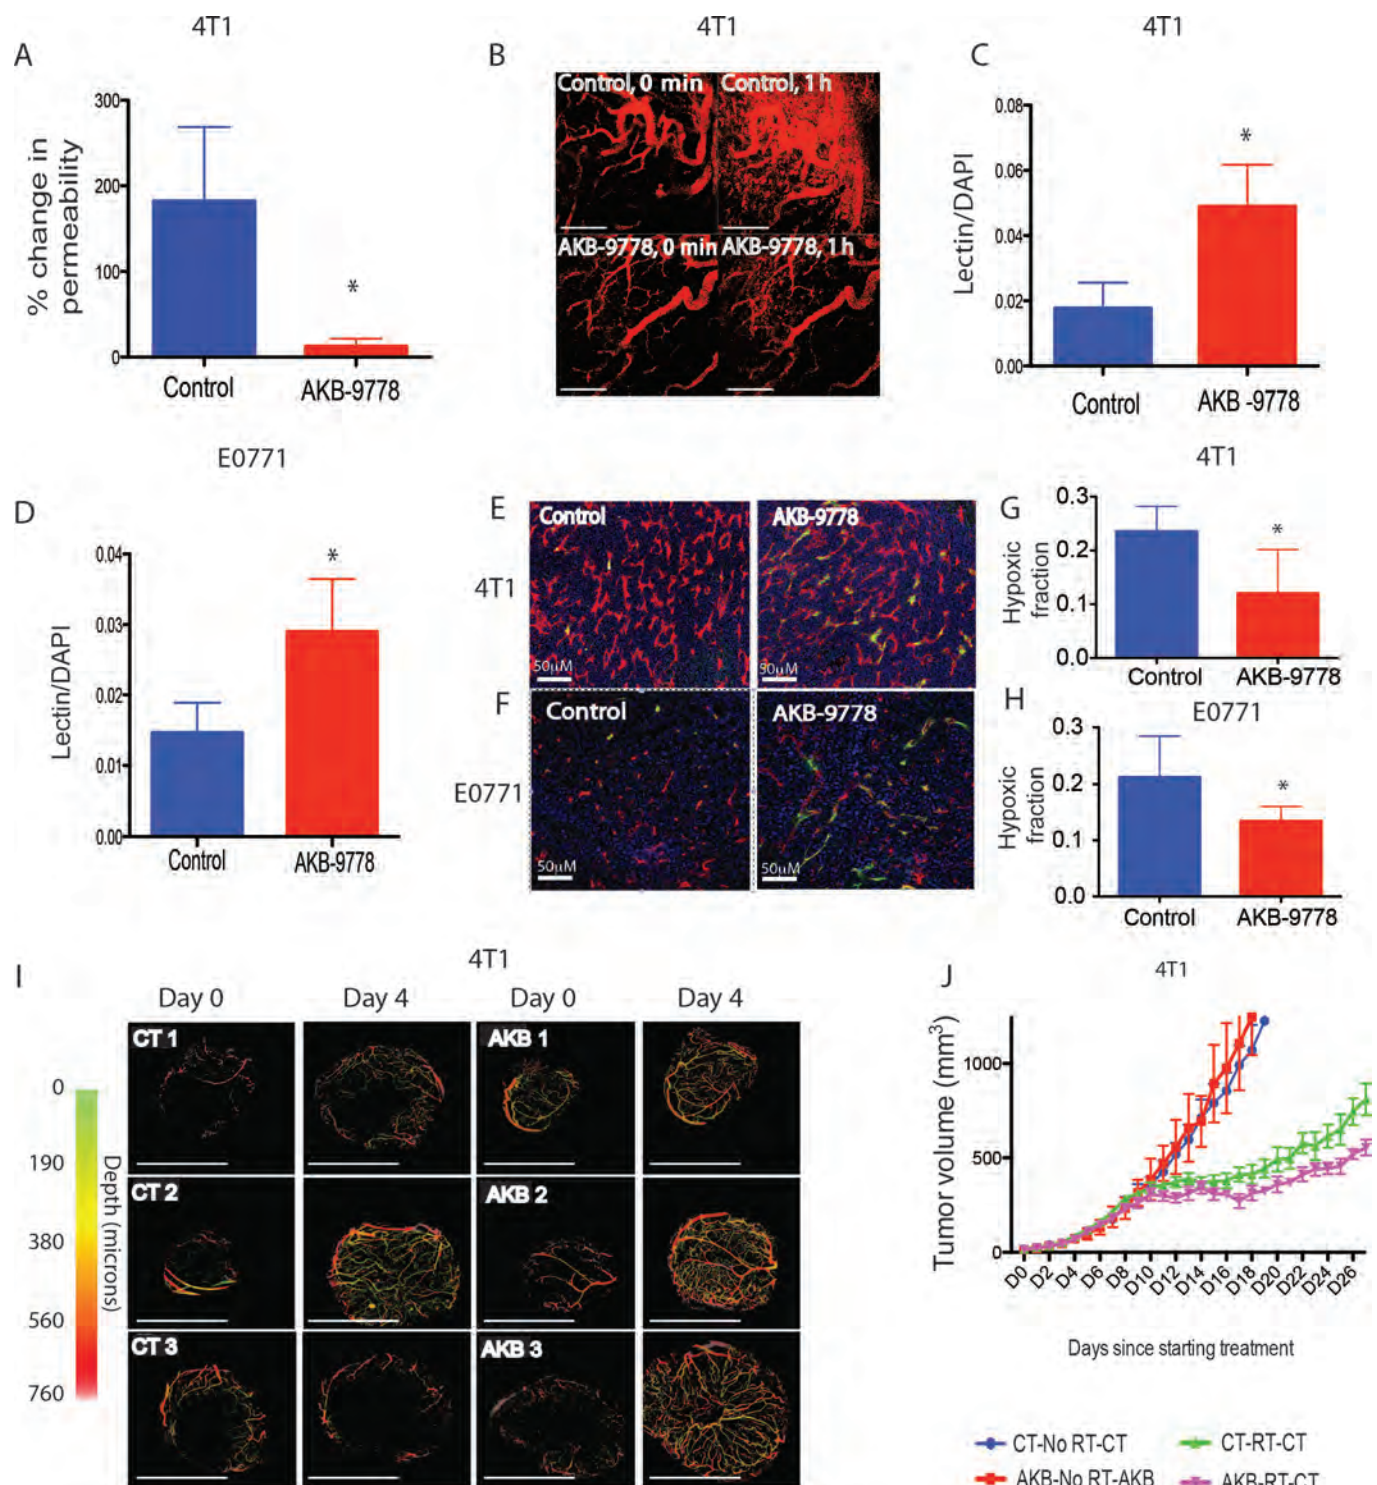 4T1
4T1
4T1
A
% change in
permeability
300
200
100
0
*
Control
AKB-9778
B
Control, 0 min
Control, 1 h
AKB-9778, 0 min
AKB-9778, 1 h
C
Lectin/DAPI
0.08
0.06
0.04
0.02
0.00
*
Control
AKB -9778
E0771
D
Lectin/DAPI
0.04
0.03
0.02
0.01
0.00
*
Control
AKB-9778
E
4T1
Control
50μM
AKB-9778
50μM
F
E0771
Control
50μM
AKB-9778
50μM
4T1
G
Hypoxic
fraction
0.3
0.2
0.1
0.0
*
Control
AKB-9778
H
E0771
Hypoxic
fraction
0.3
0.2
0.1
0.0
*
Control
AKB-9778
I
4T1
Day 0
Day 4
Day 0
Day 4
CT 1
AKB 1
CT 2
AKB 2
CT 3
AKB 3
0
190
380
560
760
Depth (microns)
J
4T1
Tumor volume (mm³)
1000
500
0
D0 D2 D4 D6 D8 D10 D12 D14 D16 D18 D20 D22 D24 D26
Days since starting treatment
CT-No RT-CT
CT-RT-CT
AKB-No RT-AKB
AKB-RT-CT